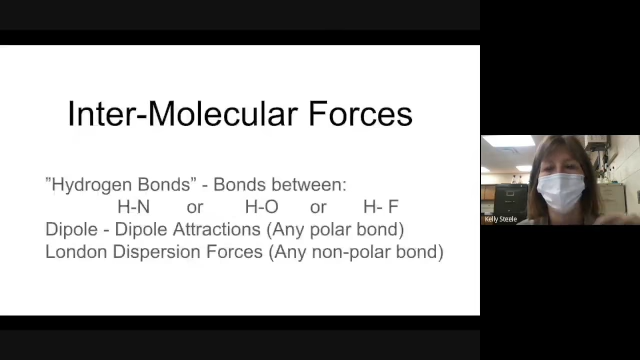 Inter-Molecular Forces
”Hydrogen Bonds” - Bonds between:
H-N or H-O or H- F
Dipole - Dipole Attractions (Any polar bond)
London Dispersion Forces (Any non-polar bond)
Kelly Steele